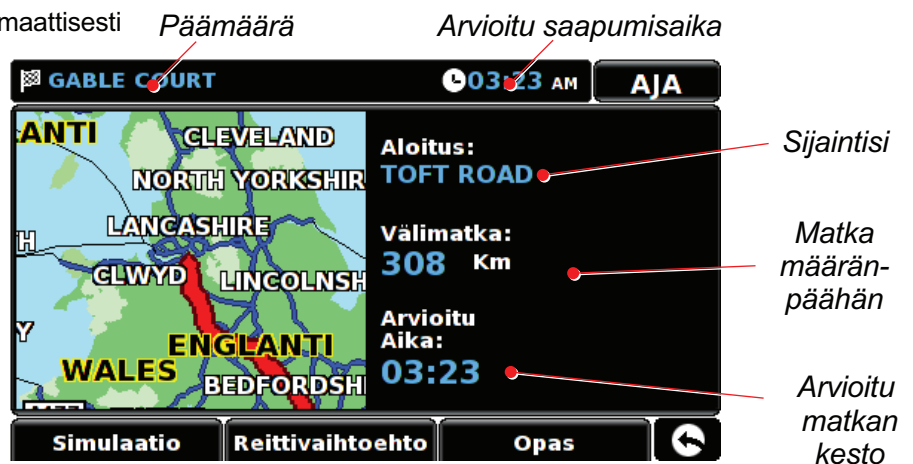 maattisesti
Päämäärä
Arvioitu saapumisaika
GABLE COURT
03:23 AM
AJA
ANTI
CLEVELAND
NORTH YORKSHIR
LANCASHIRE
H
CLWYD
LINCOLNSH
Y
ENGLANTI
WALES
BEDFORDSHI
Aloitus:
TOFT ROAD
Välimatka:
308 Km
Arvioitu
Aika:
03:23
Sijaintisi
Matka
määrän-
päähän
Arvioitu
matkan
kesto
Simulaatio
Reittivaihtoehto
Opas